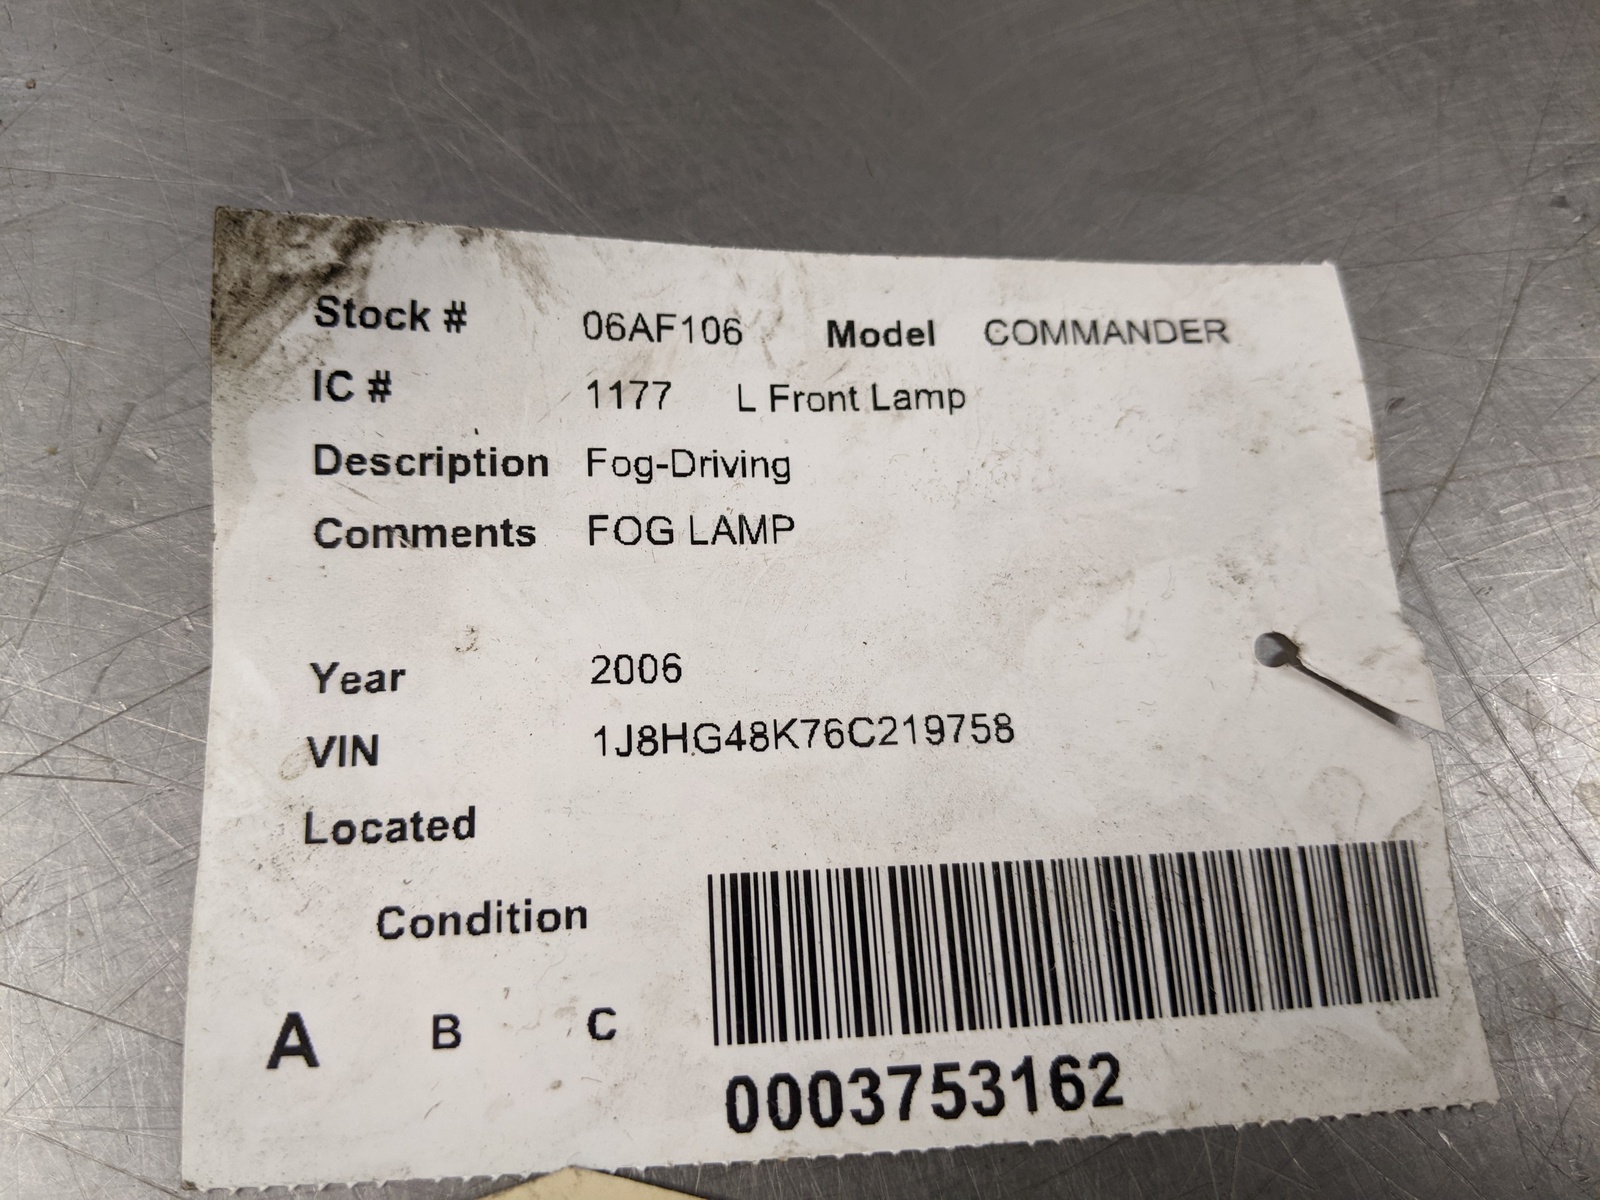 Stock # 06AF106 Model COMMANDER
IC # 1177 L Front Lamp
Description Fog-Driving
Comments FOG LAMP
Year 2006
VIN 1J8HG48K76C219758
Located
Condition
A B C
0003753162